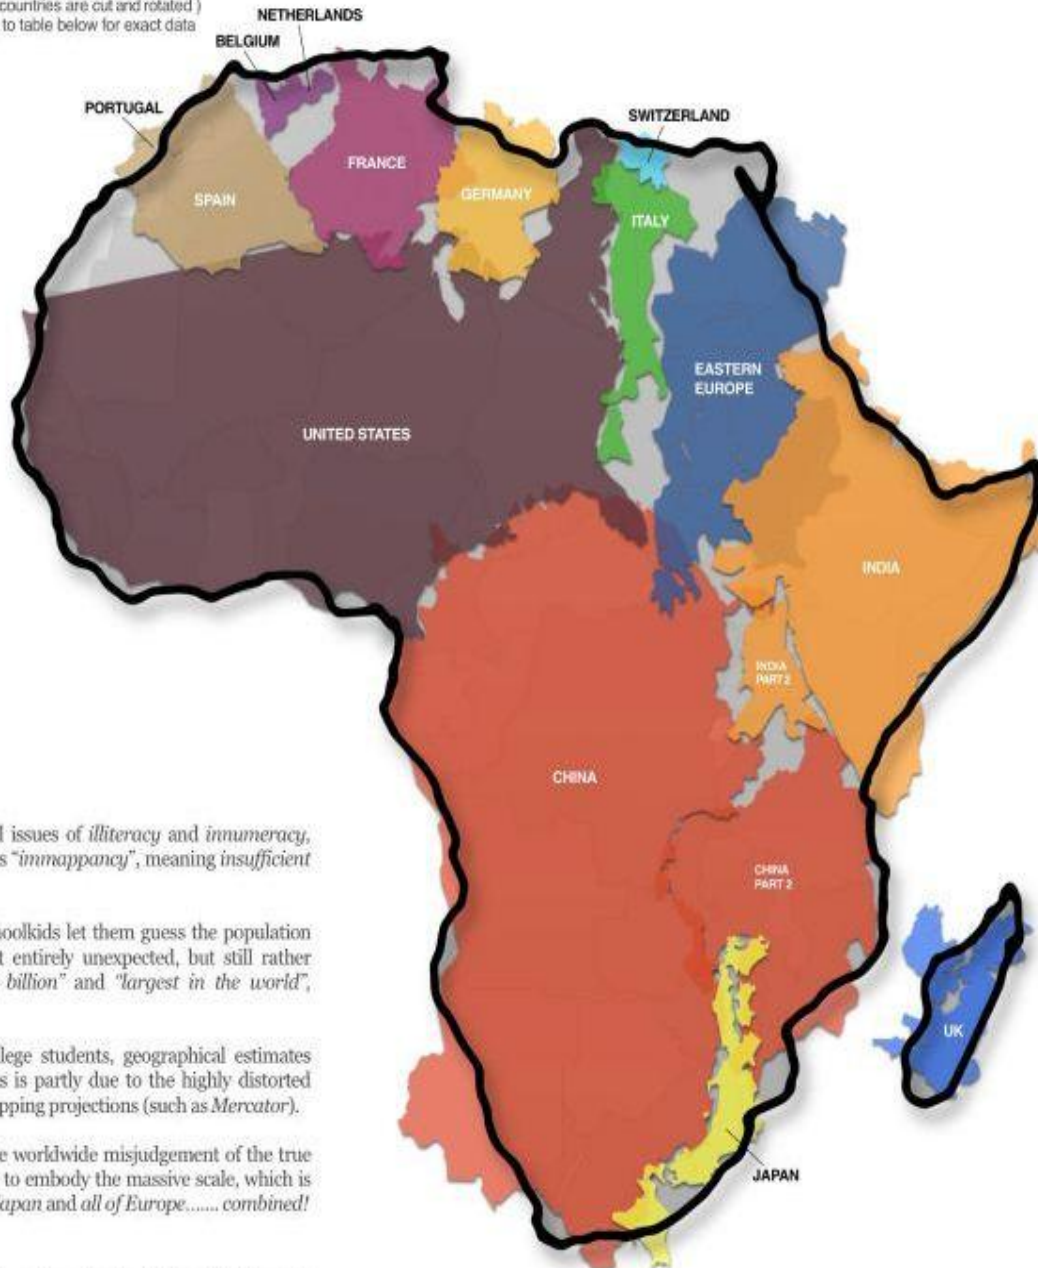 countries are cut and rotated )
to table below for exact data
NETHERLANDS
BELGIUM
PORTUGAL
SWITZERLAND
FRANCE
SPAIN
GERMANY
ITALY
EASTERN
EUROPE
UNITED STATES
INDIA
INDIA
PART 2
CHINA
CHINA
PART 2
UK
JAPAN
issues of illiteracy and innumeracy,
s "immappancy", meaning insufficient
oolkids let them guess the population
t entirely unexpected, but still rather
billion" and "largest in the world",
lege students, geographical estimates
s is partly due to the highly distorted
pping projections (such as Mercator).
e worldwide misjudgement of the true
to embody the massive scale, which is
apan and all of Europe....... combined!